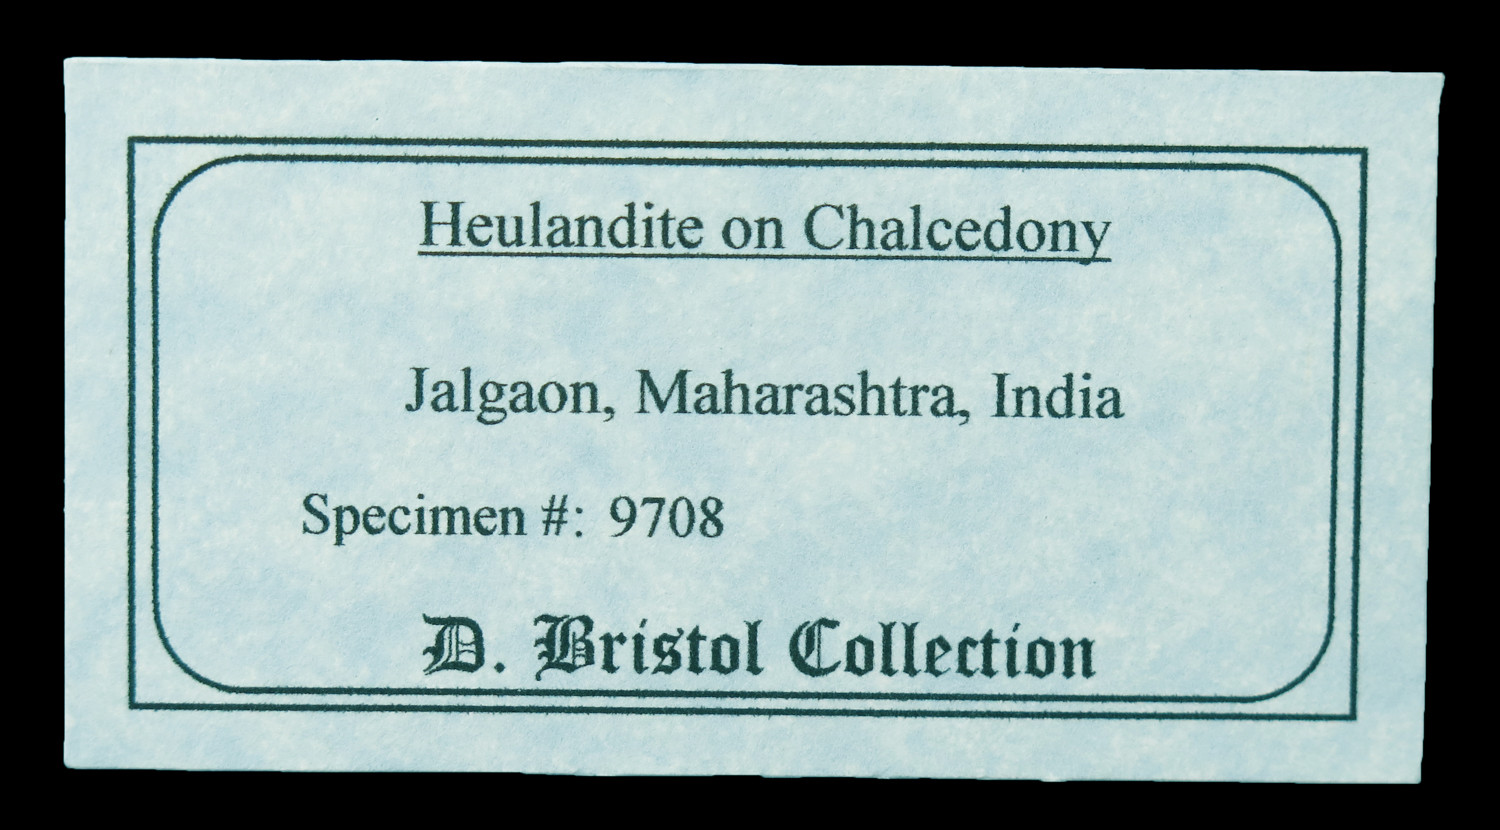 Heulandite on Chalcedony
Jalgaon, Maharashtra, India
Specimen #: 9708
D. Bristol Collection